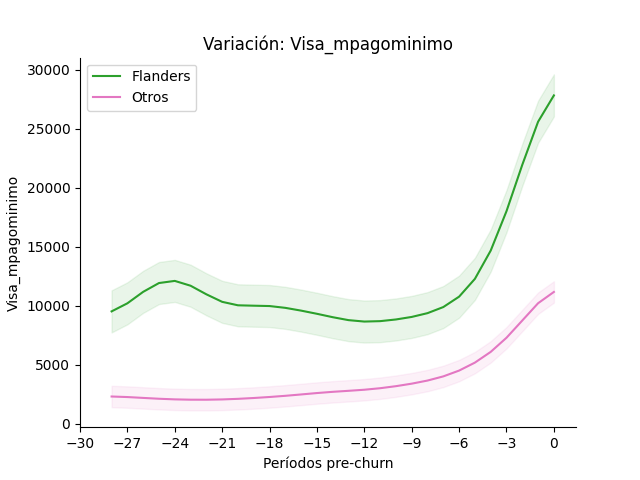 Variación: Visa_mpagominimo
Flanders
Otros
Visa_mpagominimo
30000
25000
20000
15000
10000
5000
0
−30 −27 −24 −21 −18 −15 −12 −9 −6 −3 0
Períodos pre-churn